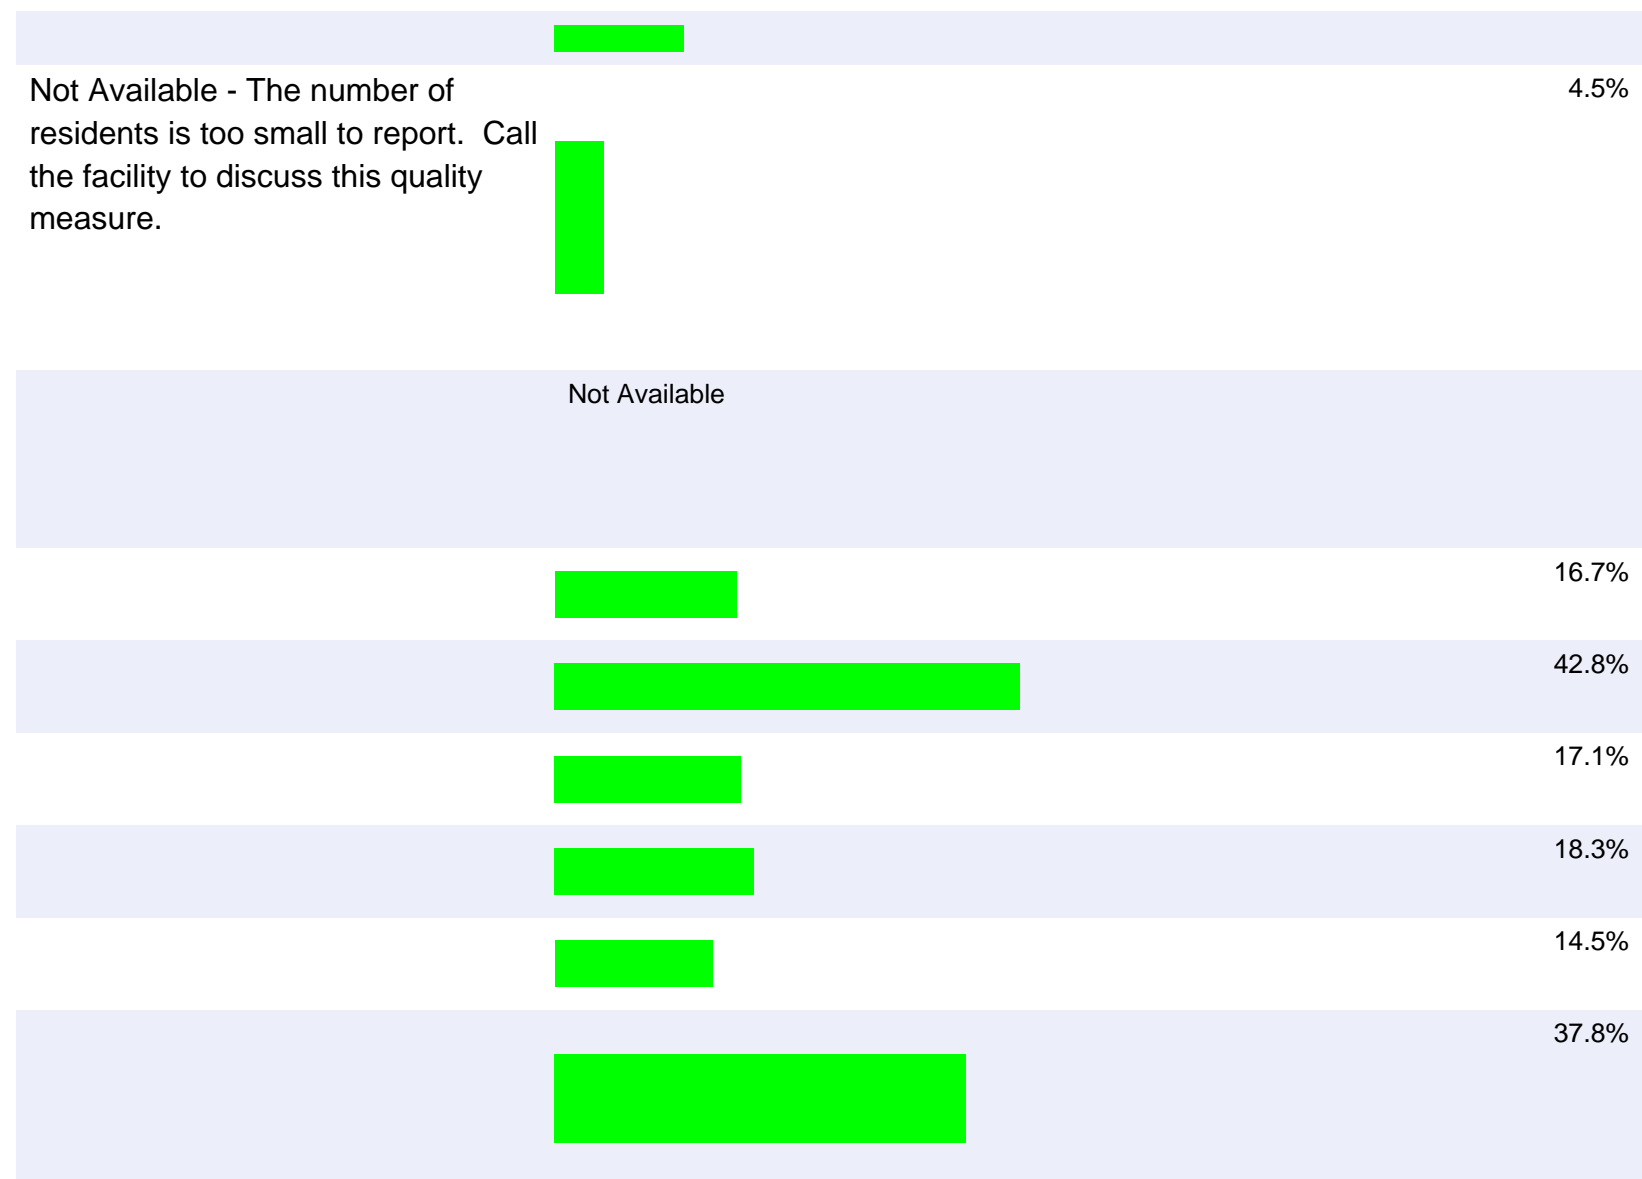 Not Available - The number of
residents is too small to report.  Call
the facility to discuss this quality
measure.
4.5%
Not Available
16.7%
42.8%
17.1%
18.3%
14.5%
37.8%